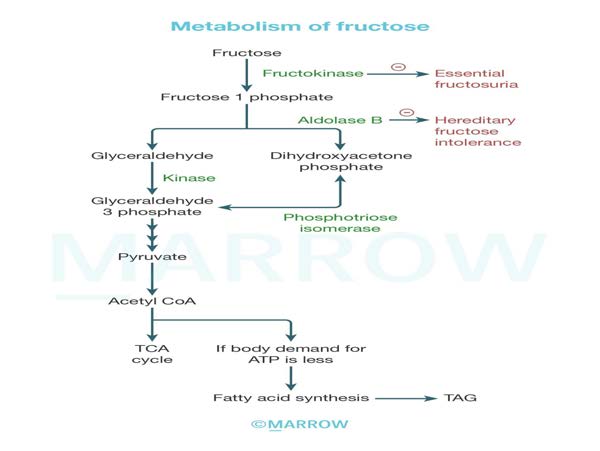 Metabolism of fructose
Fructose
Fructokinase
Essential
fructosuria
Fructose 1 phosphate
Aldolase B
Hereditary
fructose
intolerance
Glyceraldehyde
Dihydroxyacetone
phosphate
Kinase
Glyceraldehyde
3 phosphate
Phosphotriose
isomerase
MARROW
Pyruvate
Acetyl CoA
TCA
cycle
If body demand for
ATP is less
Fatty acid synthesis
TAG
©MARROW